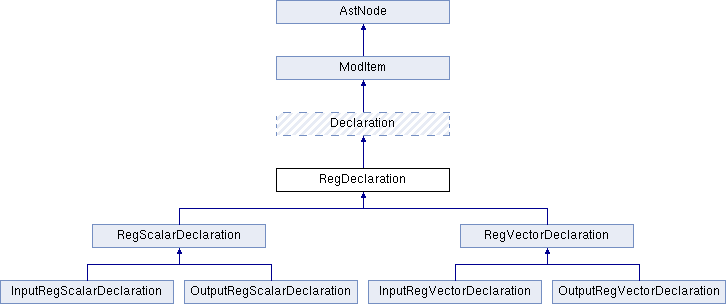 AstNode
ModItem
Declaration
RegDeclaration
RegScalarDeclaration RegVectorDeclaration
InputRegScalarDeclaration OutputRegScalarDeclaration InputRegVectorDeclaration OutputRegVectorDeclaration